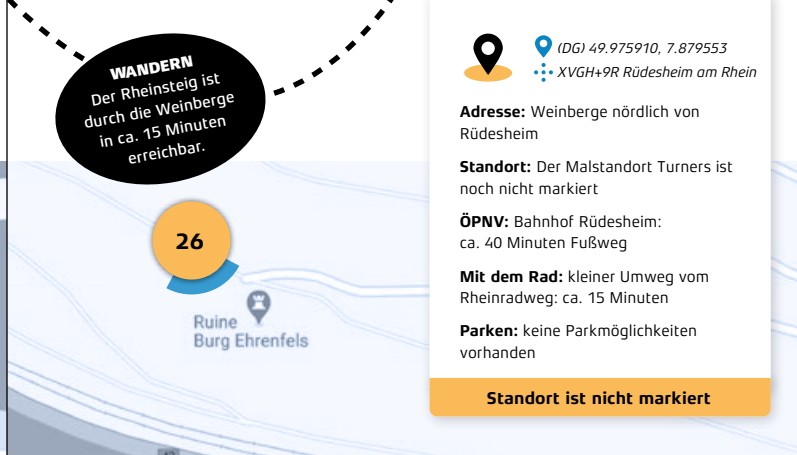 WANDERN
Der Rheinsteig ist
durch die Weinberge
in ca. 15 Minuten
erreichbar.
26
Ruine
Burg Ehrenfels
(DG) 49.975910, 7.879553
XVGH+9R Rüdesheim am Rhein
Adresse: Weinberge nördlich von
Rüdesheim
Standort: Der Malstandort Turners ist
noch nicht markiert
ÖPNV: Bahnhof Rüdesheim:
ca. 40 Minuten Fußweg
Mit dem Rad: kleiner Umweg vom
Rheinradweg: ca. 15 Minuten
Parken: keine Parkmöglichkeiten
vorhanden
Standort ist nicht markiert